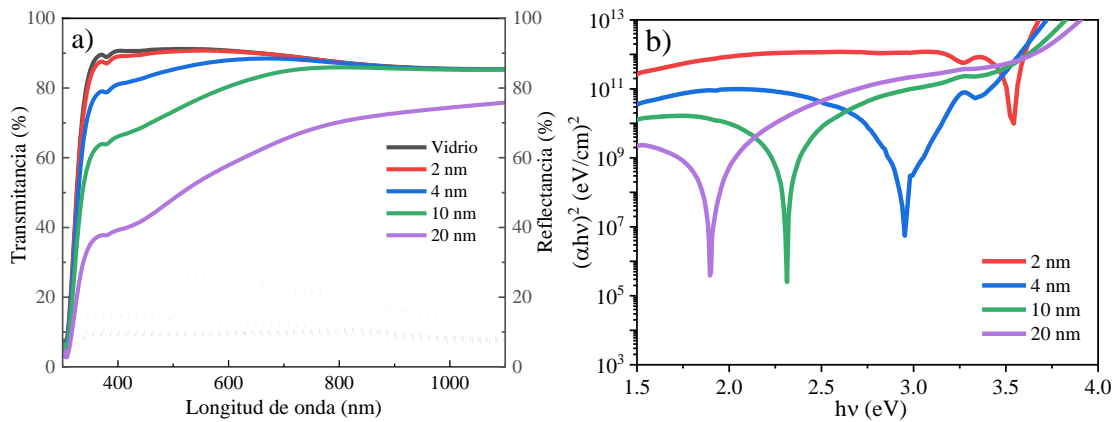 a)
100
80
60
40
20
0
Transmitancia (%)
400
600
800
1000
Longitud de onda (nm)
100
80
60
40
20
0
Reflectancia (%)
Vidrio
2 nm
4 nm
10 nm
20 nm
b)
10^13
10^11
10^9
10^7
10^5
10^3
(αhν)^2 (eV/cm)^2
1.5
2.0
2.5
3.0
3.5
4.0
hν (eV)
2 nm
4 nm
10 nm
20 nm